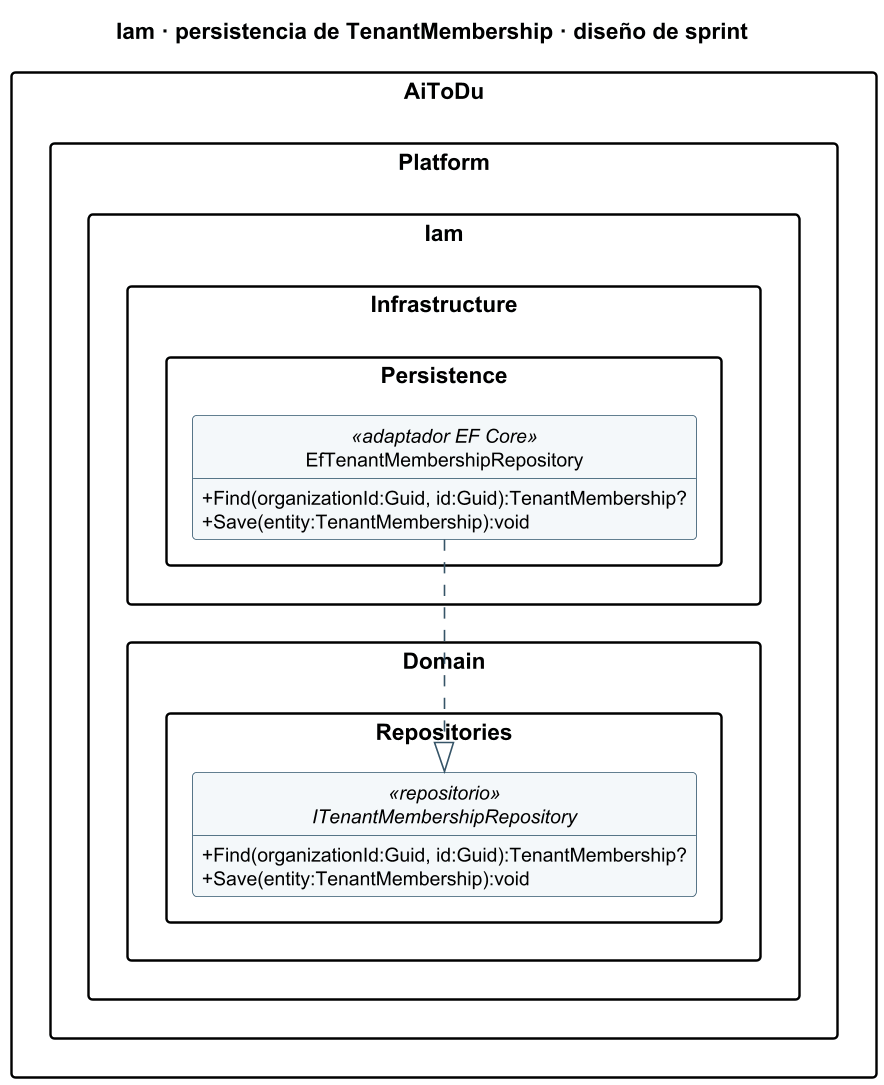 Iam · persistencia de TenantMembership · diseño de sprint
AiToDu
Platform
Iam
Infrastructure
Persistence
«adaptador EF Core»
EfTenantMembershipRepository
+Find(organizationId:Guid, id:Guid):TenantMembership?
+Save(entity:TenantMembership):void
Domain
Repositories
«repositorio»
ITenantMembershipRepository
+Find(organizationId:Guid, id:Guid):TenantMembership?
+Save(entity:TenantMembership):void